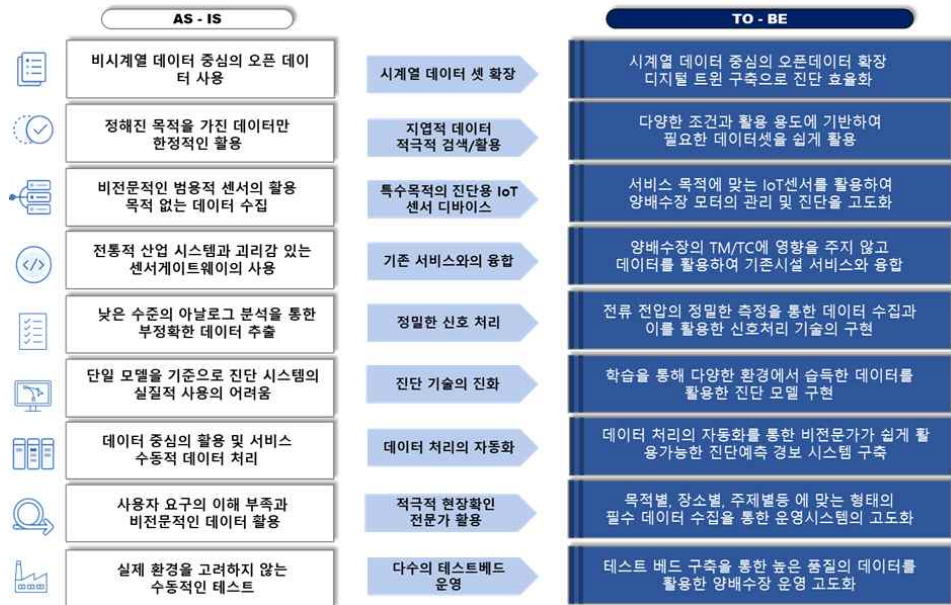 AS - IS
TO - BE
비시계열 데이터 중심의 오픈 데이
터 사용
시계열 데이터 셋 확장
시계열 데이터 중심의 오픈데이터 확장
디지털 트윈 구축으로 진단 효율화
정해진 목적을 가진 데이터만
한정적인 활용
지엽적 데이터
적극적 검색/활용
다양한 조건과 활용 용도에 기반하여
필요한 데이터셋을 쉽게 활용
비전문적인 범용적 센서의 활용
목적 없는 데이터 수집
특수목적의 진단용 IoT
센서 디바이스
서비스 목적에 맞는 IoT센서를 활용하여
양배수장 모터의 관리 및 진단을 고도화
전통적 산업 시스템과 괴리감 있는
센서게이트웨이의 사용
기존 서비스와의 융합
양배수장의 TM/TC에 영향을 주지 않고
데이터를 활용하여 기존시설 서비스와 융합
낮은 수준의 아날로그 분석을 통한
부정확한 데이터 추출
정밀한 신호 처리
전류 전압의 정밀한 측정을 통한 데이터 수집과
이를 활용한 신호처리 기술의 구현
단일 모델을 기준으로 진단 시스템의
실질적 사용의 어려움
진단 기술의 진화
학습을 통해 다양한 환경에서 습득한 데이터를
활용한 진단 모델 구현
데이터 중심의 활용 및 서비스
수동적 데이터 처리
데이터 처리의 자동화
데이터 처리의 자동화를 통한 비전문가가 쉽게 활
용가능한 진단예측 경보 시스템 구축
사용자 요구의 이해 부족과
비전문적인 데이터 활용
적극적 현장확인
전문가 활용
목적별, 장소별, 주제별등 에 맞는 형태의
필수 데이터 수집을 통한 운영시스템의 고도화
실제 환경을 고려하지 않는
수동적인 테스트
다수의 테스트베드
운영
테스트 베드 구축을 통한 높은 품질의 데이터를
활용한 양배수장 운영 고도화